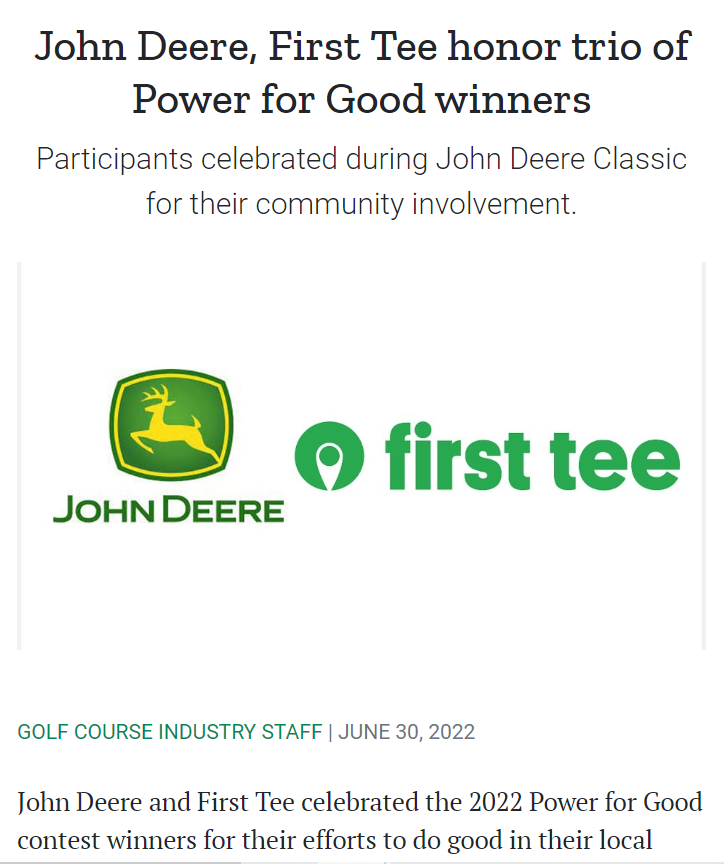 John Deere, First Tee honor trio of
Power for Good winners
Participants celebrated during John Deere Classic
for their community involvement.
JOHN DEERE
first tee
GOLF COURSE INDUSTRY STAFF | JUNE 30, 2022
John Deere and First Tee celebrated the 2022 Power for Good
contest winners for their efforts to do good in their local